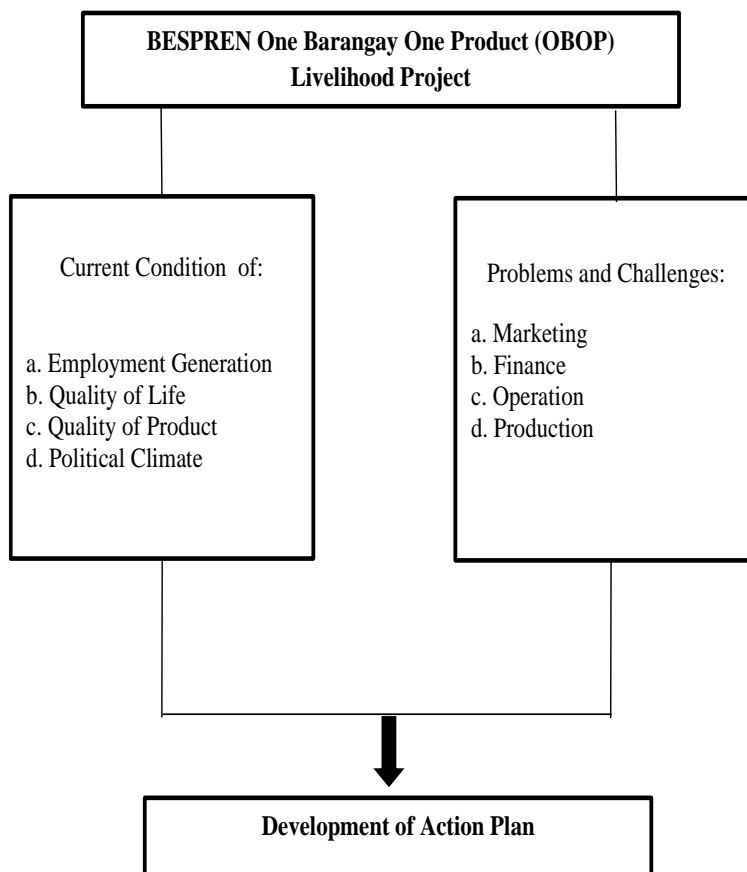 BESPREN One Barangay One Product (OBOP)
Livelihood Project
Current Condition of:
a. Employment Generation
b. Quality of Life
c. Quality of Product
d. Political Climate
Problems and Challenges:
a. Marketing
b. Finance
c. Operation
d. Production
Development of Action Plan